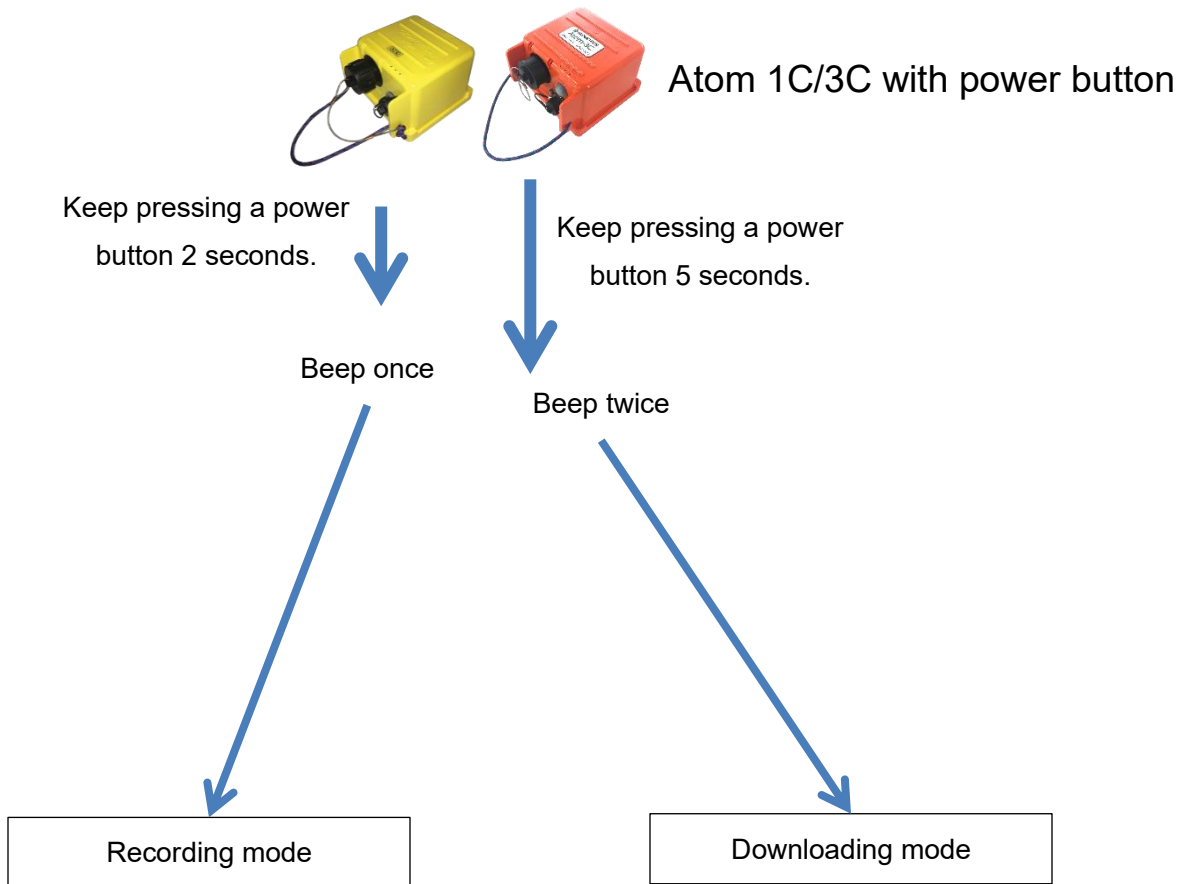 Atom 1C/3C with power button
Keep pressing a power
button 2 seconds.
Keep pressing a power
button 5 seconds.
Beep once
Beep twice
Recording mode
Downloading mode